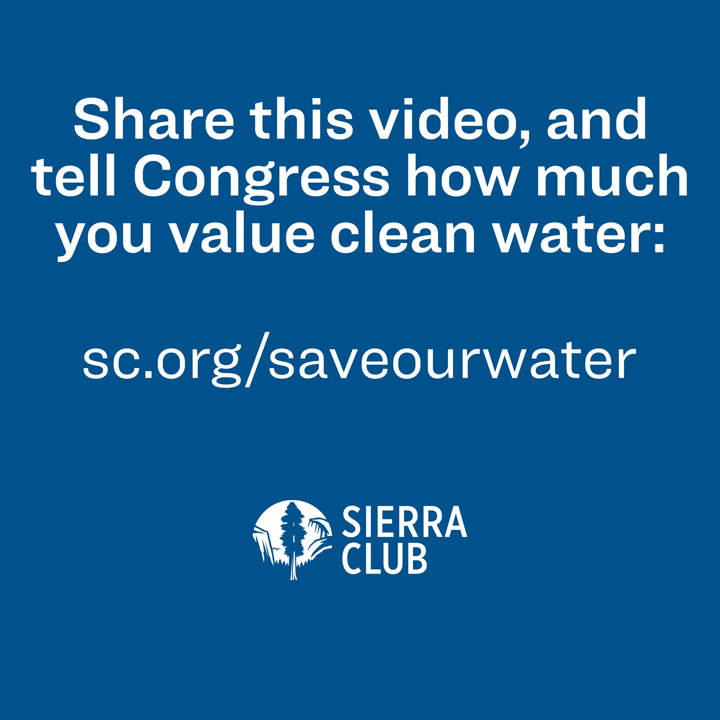 Share this video, and
tell Congress how much
you value clean water:
sc.org/saveourwater
SIERRA
CLUB